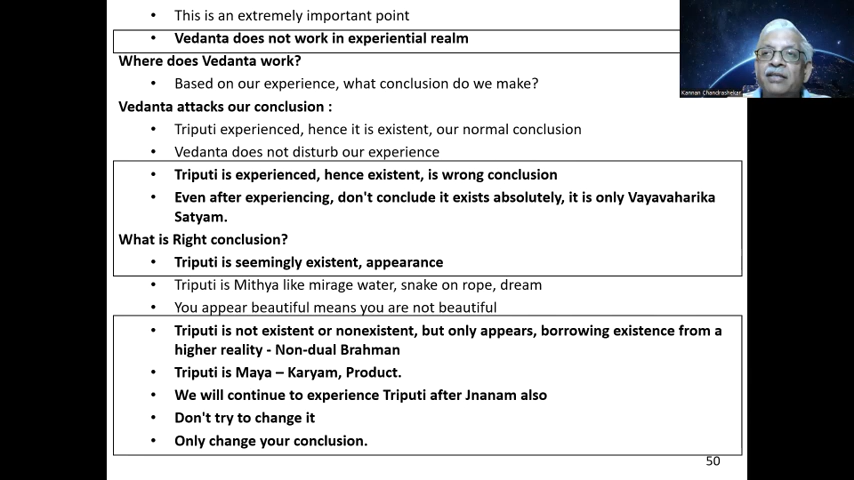 • This is an extremely important point
• Vedanta does not work in experiential realm
Where does Vedanta work?
• Based on our experience, what conclusion do we make?
Vedanta attacks our conclusion :
• Triputi experienced, hence it is existent, our normal conclusion
• Vedanta does not disturb our experience
• Triputi is experienced, hence existent, is wrong conclusion
• Even after experiencing, don't conclude it exists absolutely, it is only Vayavaharika
Satyam.
What is Right conclusion?
• Triputi is seemingly existent, appearance
• Triputi is Mithya like mirage water, snake on rope, dream
• You appear beautiful means you are not beautiful
• Triputi is not existent or nonexistent, but only appears, borrowing existence from a
higher reality - Non-dual Brahman
• Triputi is Maya – Karyam, Product.
• We will continue to experience Triputi after Jnanam also
• Don't try to change it
• Only change your conclusion.
50
Kannan Chandrashekar